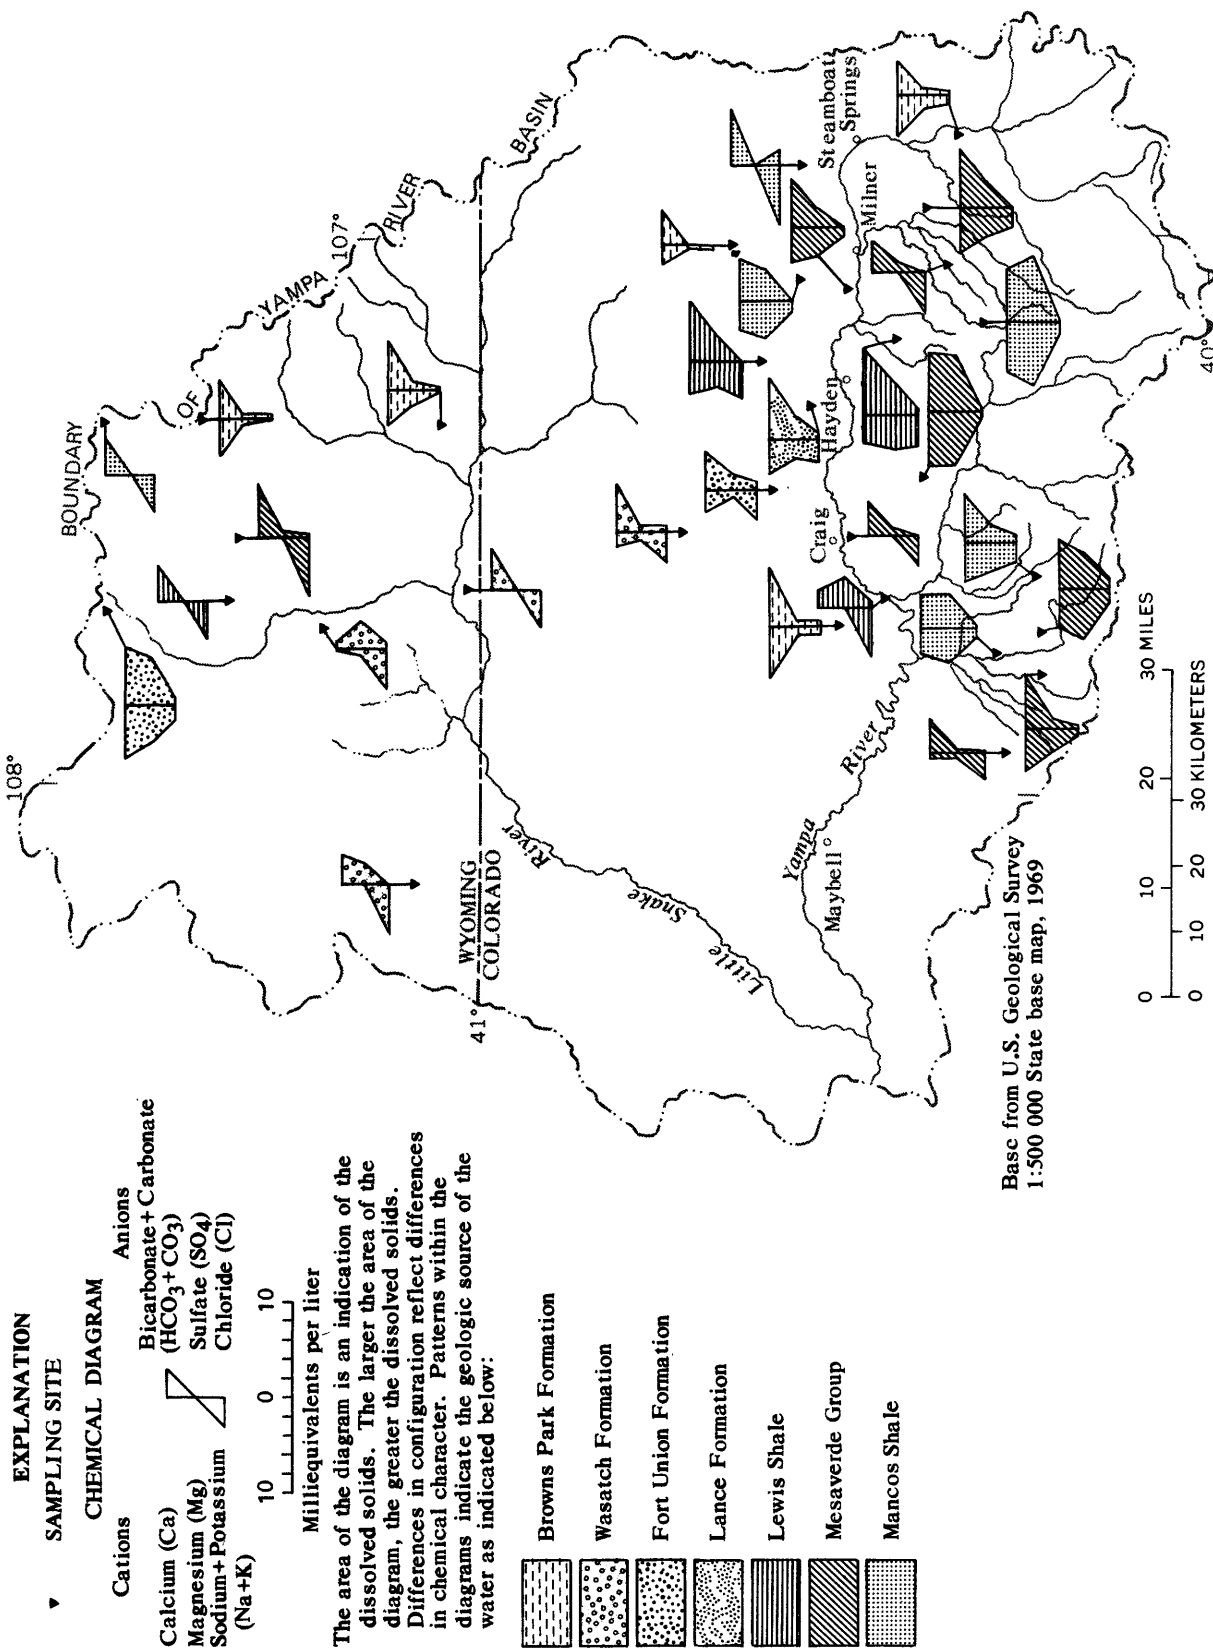 EXPLANATION
SAMPLING SITE
CHEMICAL DIAGRAM
Cations
Anions
Calcium (Ca)
Magnesium (Mg)
Sodium+Potassium
(Na+K)
Bicarbonate+Carbonate
(HCO3+CO3)
Sulfate (SO4)
Chloride (Cl)
10 0 10
Milliequivalents per liter
The area of the diagram is an indication of the
dissolved solids. The larger the area of the
diagram, the greater the dissolved solids.
Differences in configuration reflect differences
in chemical character. Patterns within the
diagrams indicate the geologic source of the
water as indicated below:
Browns Park Formation
Wasatch Formation
Fort Union Formation
Lance Formation
Lewis Shale
Mesaverde Group
Mancos Shale
108°
BOUNDARY
OF
YAMPA
107°
RIVER
BASIN
41°
WYOMING
COLORADO
Little
Snake
River
Yampa
River
Maybell
Craig
Hayden
Milner
Steamboat
Springs
40°
Base from U.S. Geological Survey
1:500 000 State base map, 1969
0 10 20 30 MILES
0 10 20 30 KILOMETERS